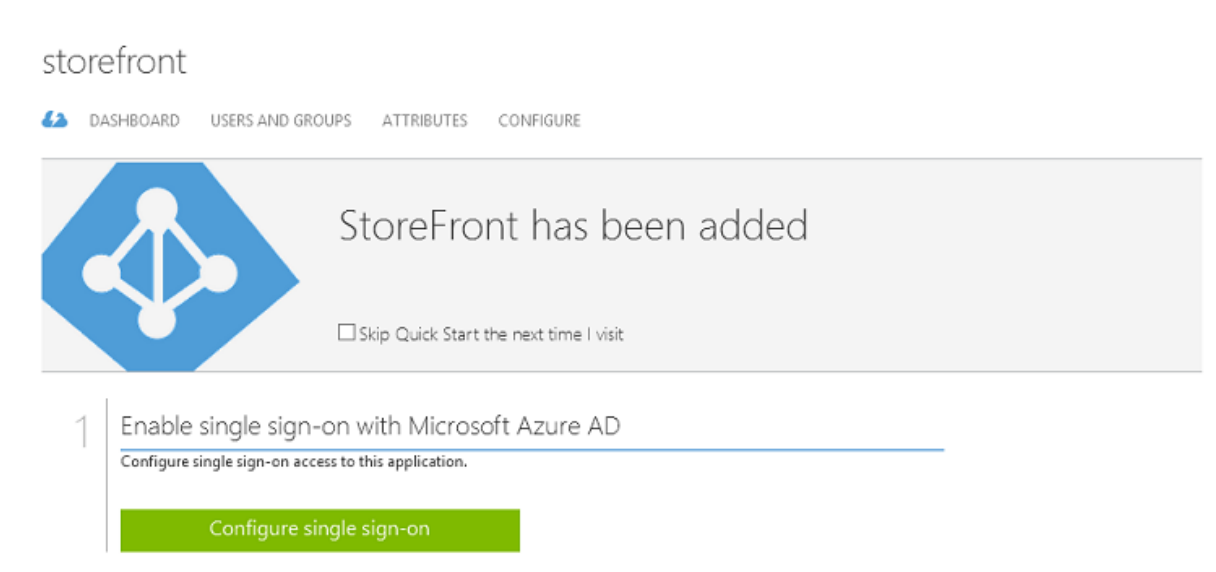 storefront
DASHBOARD USERS AND GROUPS ATTRIBUTES CONFIGURE
StoreFront has been added
Skip Quick Start the next time I visit
1 Enable single sign-on with Microsoft Azure AD
Configure single sign-on access to this application.
Configure single sign-on